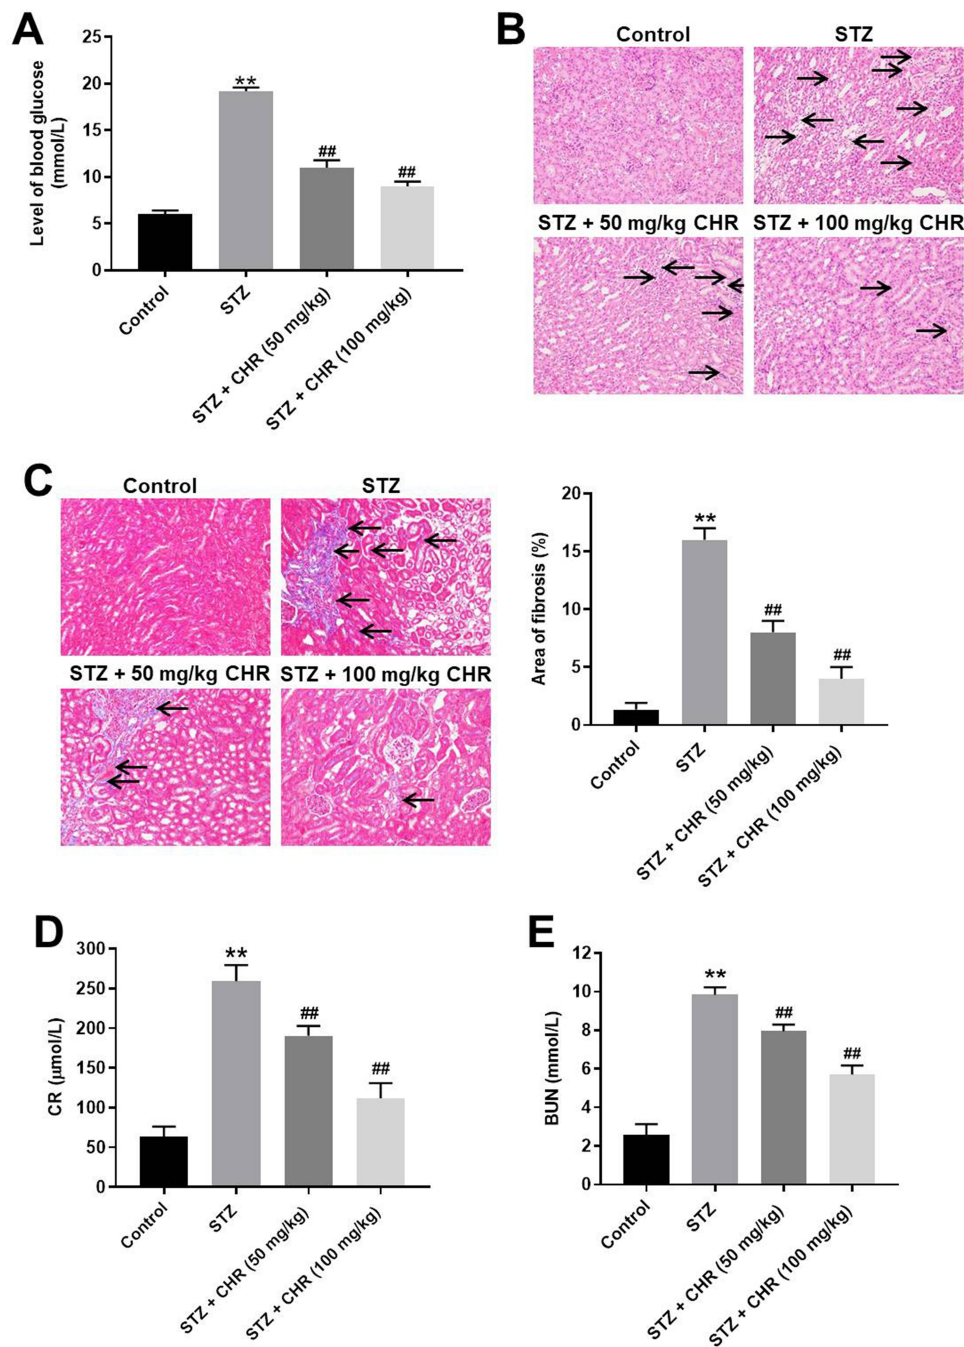 A
Level of blood glucose
(mmol/L)
25
20
15
10
5
0
**
##
##
Control
STZ
STZ + CHR (50 mg/kg)
STZ + CHR (100 mg/kg)
B
Control
STZ
STZ + 50 mg/kg CHR
STZ + 100 mg/kg CHR
C
Control
STZ
STZ + 50 mg/kg CHR
STZ + 100 mg/kg CHR
Area of fibrosis (%)
20
15
10
5
0
**
##
##
Control
STZ
STZ + CHR (50 mg/kg)
STZ + CHR (100 mg/kg)
D
CR (μmol/L)
300
250
200
150
100
50
0
**
##
##
Control
STZ
STZ + CHR (50 mg/kg)
STZ + CHR (100 mg/kg)
E
BUN (mmol/L)
12
10
8
6
4
2
0
**
##
##
Control
STZ
STZ + CHR (50 mg/kg)
STZ + CHR (100 mg/kg)